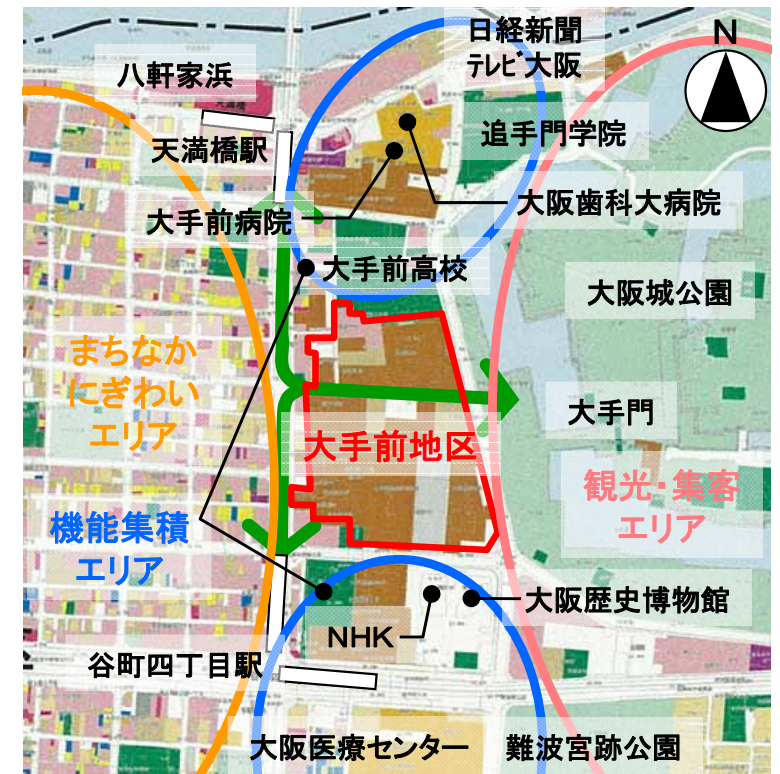 日経新聞
テレビ大阪
N
八軒家浜
天満橋駅
追手門学院
大阪歯科大病院
大手前病院
大手前高校
大阪城公園
まちなか
にぎわい
エリア
大手門
大手前地区
観光・集客
エリア
機能集積
エリア
大阪歴史博物館
NHK
谷町四丁目駅
大阪医療センター
難波宮跡公園